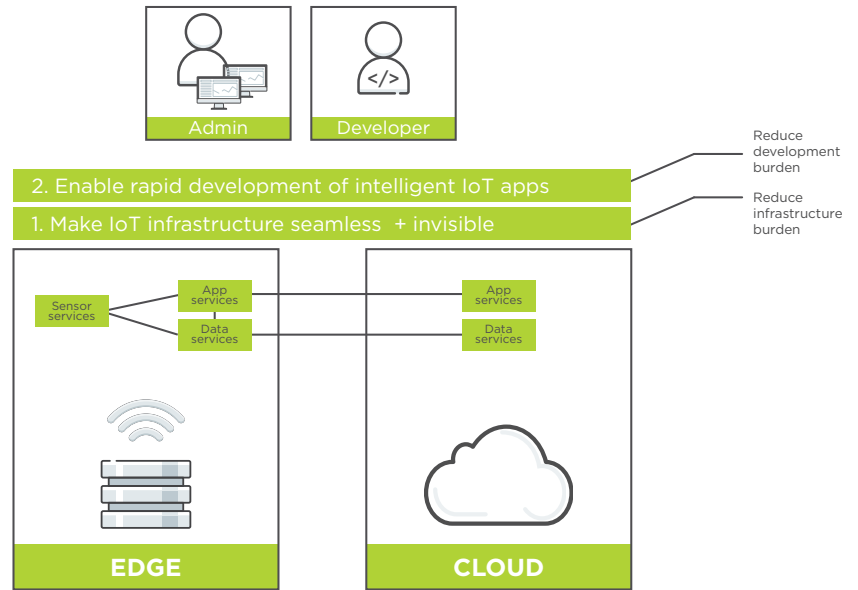 </>
Admin
Developer
Reduce
development
burden
2. Enable rapid development of intelligent IoT apps
Reduce
infrastructure
burden
1. Make IoT infrastructure seamless + invisible
Sensor
services
App
services
Data
services
App
services
Data
services
EDGE
CLOUD